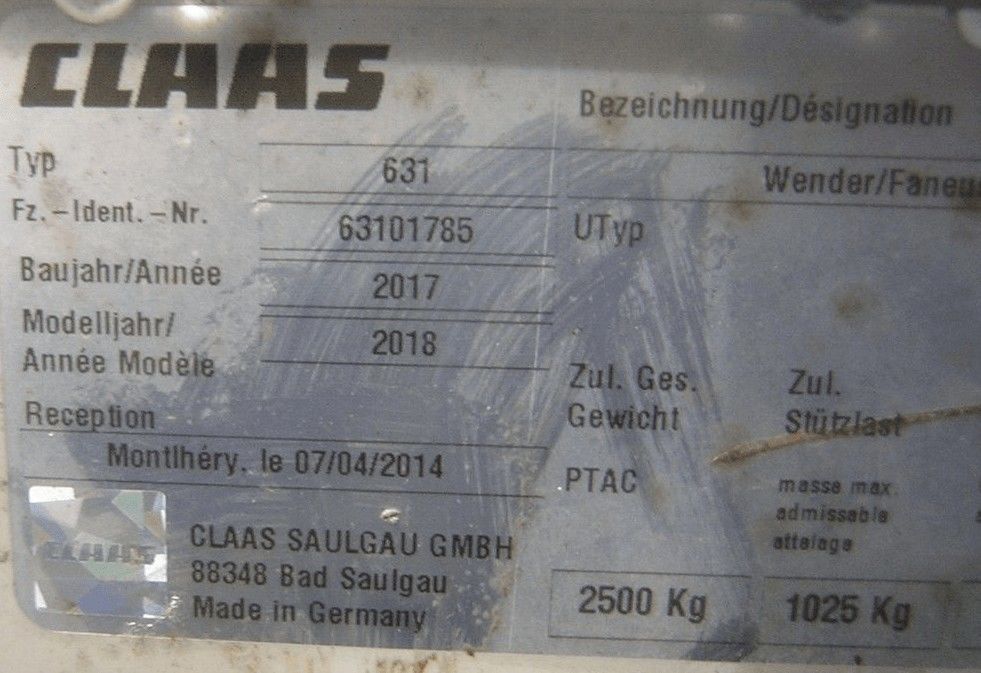 CLAAS
Bezeichnung/Désignation
Typ 631
Wender/Faneu
Fz.-Ident.-Nr. 63101785
UTyp
Baujahr/Année 2017
Modelljahr/
Année Modèle 2018
Zul. Ges.
Gewicht
Zul.
Stützlast
Reception
Montlhéry, le 07/04/2014
PTAC
masse max.
admissable
attelage
CLAAS
CLAAS SAULGAU GMBH
88348 Bad Saulgau
Made in Germany
2500 Kg
1025 Kg